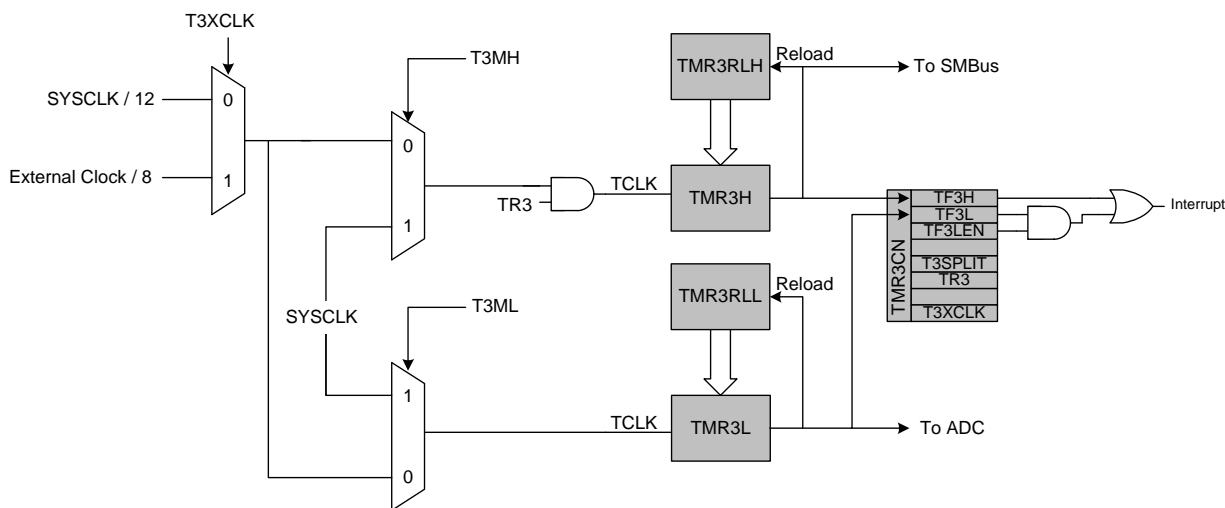 T3XCLK
SYSCLK / 12
0
External Clock / 8
1
T3MH
0
1
SYSCLK
T3ML
1
0
TR3
TCLK
TMR3RLH
Reload
To SMBus
TMR3H
TCLK
TMR3RLL
Reload
TMR3L
To ADC
TMR3CN
TF3H
TF3L
TF3LEN
T3SPLIT
TR3
T3XCLK
Interrupt